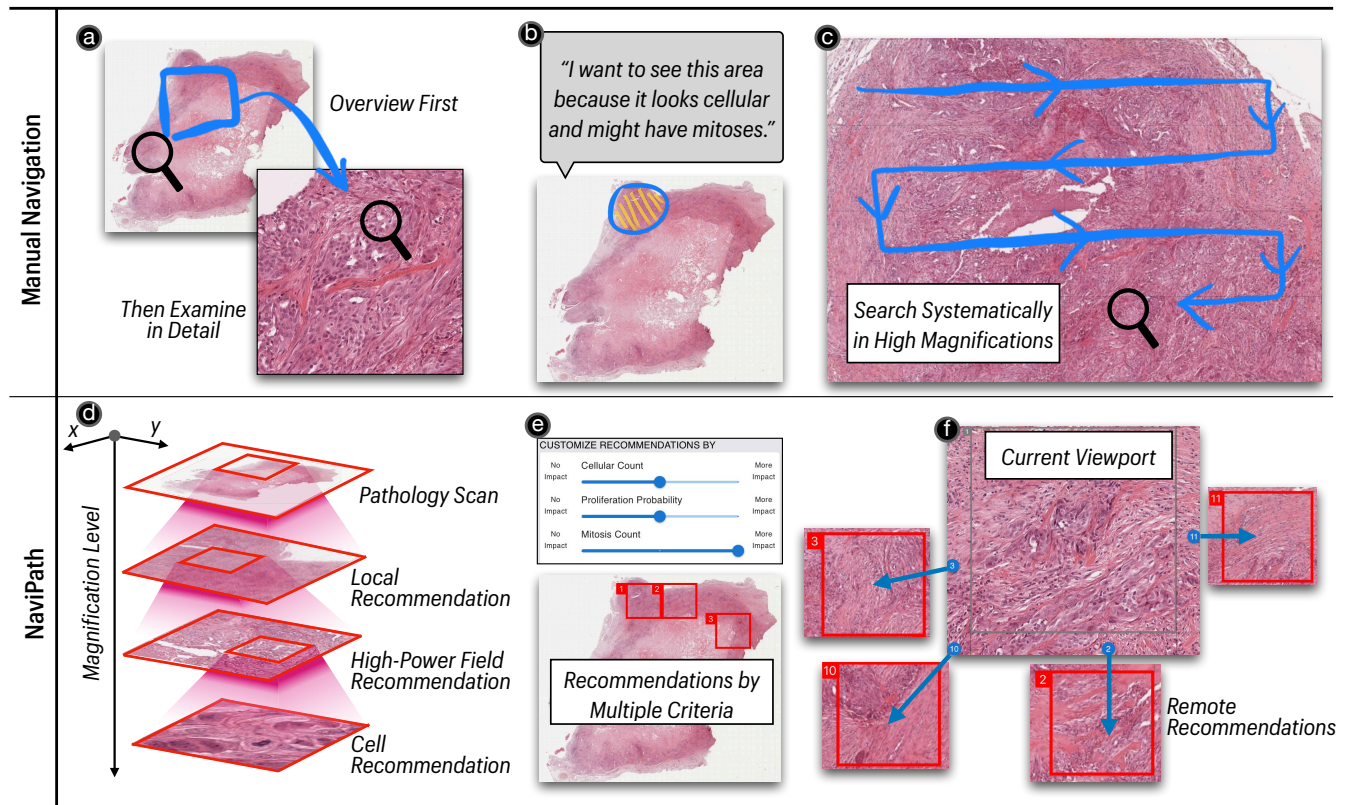 Manual Navigation
a
Overview First
Then Examine
in Detail
b
“I want to see this area
because it looks cellular
and might have mitoses.”
c
Search Systematically
in High Magnifications
NaviPath
d
x
y
Magnification Level
Pathology Scan
Local
Recommendation
High-Power Field
Recommendation
Cell
Recommendation
e
CUSTOMIZE RECOMMENDATIONS BY
No
Impact
Cellular Count
More
Impact
No
Impact
Proliferation Probability
More
Impact
No
Impact
Mitosis Count
More
Impact
1
2
3
Recommendations by
Multiple Criteria
f
1
Current Viewport
11
11
3
3
10
10
2
2
Remote
Recommendations